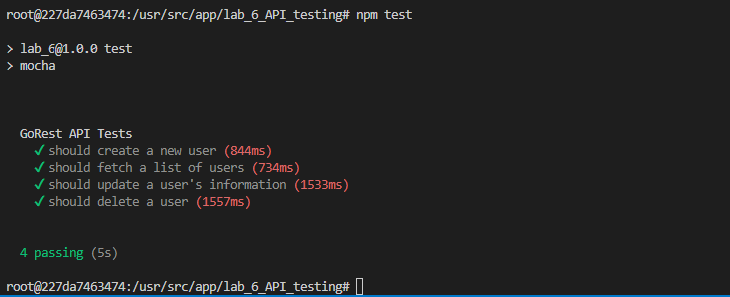 root@227da7463474:/usr/src/app/lab_6_API_testing# npm test
> lab_6@1.0.0 test
> mocha
GoRest API Tests
✓ should create a new user (844ms)
✓ should fetch a list of users (734ms)
✓ should update a user's information (1533ms)
✓ should delete a user (1557ms)
4 passing (5s)
root@227da7463474:/usr/src/app/lab_6_API_testing#